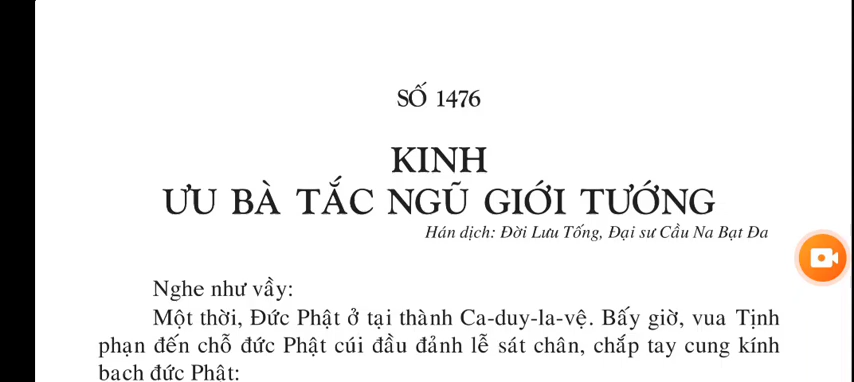 SỐ 1476
KINH
ƯU BÀ TẮC NGŨ GIỚI TƯỚNG
Hán dịch: Đời Lưu Tống, Đại sư Cầu Na Bạt Đa
Nghe như vầy:
Một thời, Đức Phật ở tại thành Ca-duy-la-vệ. Bấy giờ, vua Tịnh
phạn đến chỗ đức Phật cúi đầu đảnh lễ sát chân, chắp tay cung kính
bạch đức Phật: